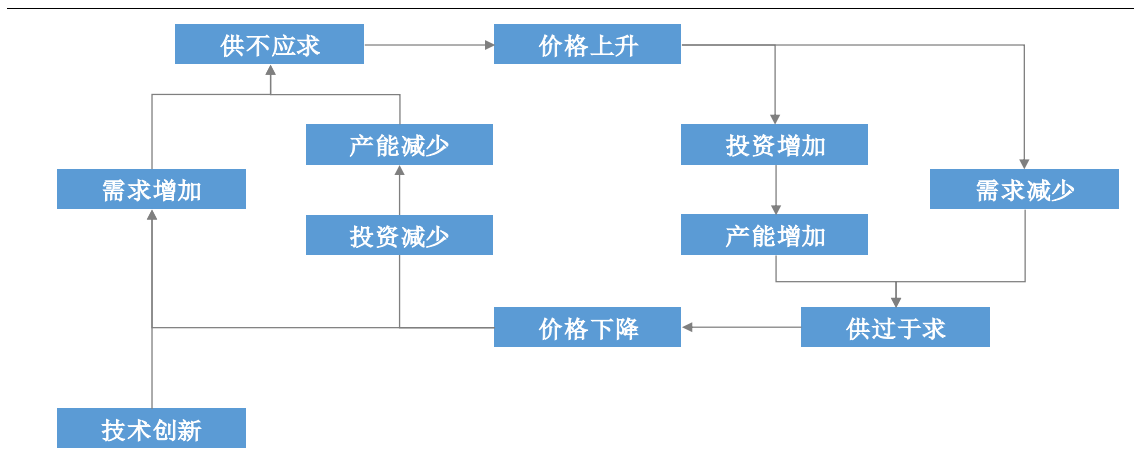 供不应求
价格上升
产能减少
投资增加
需求增加
需求减少
投资减少
产能增加
价格下降
供过于求
技术创新